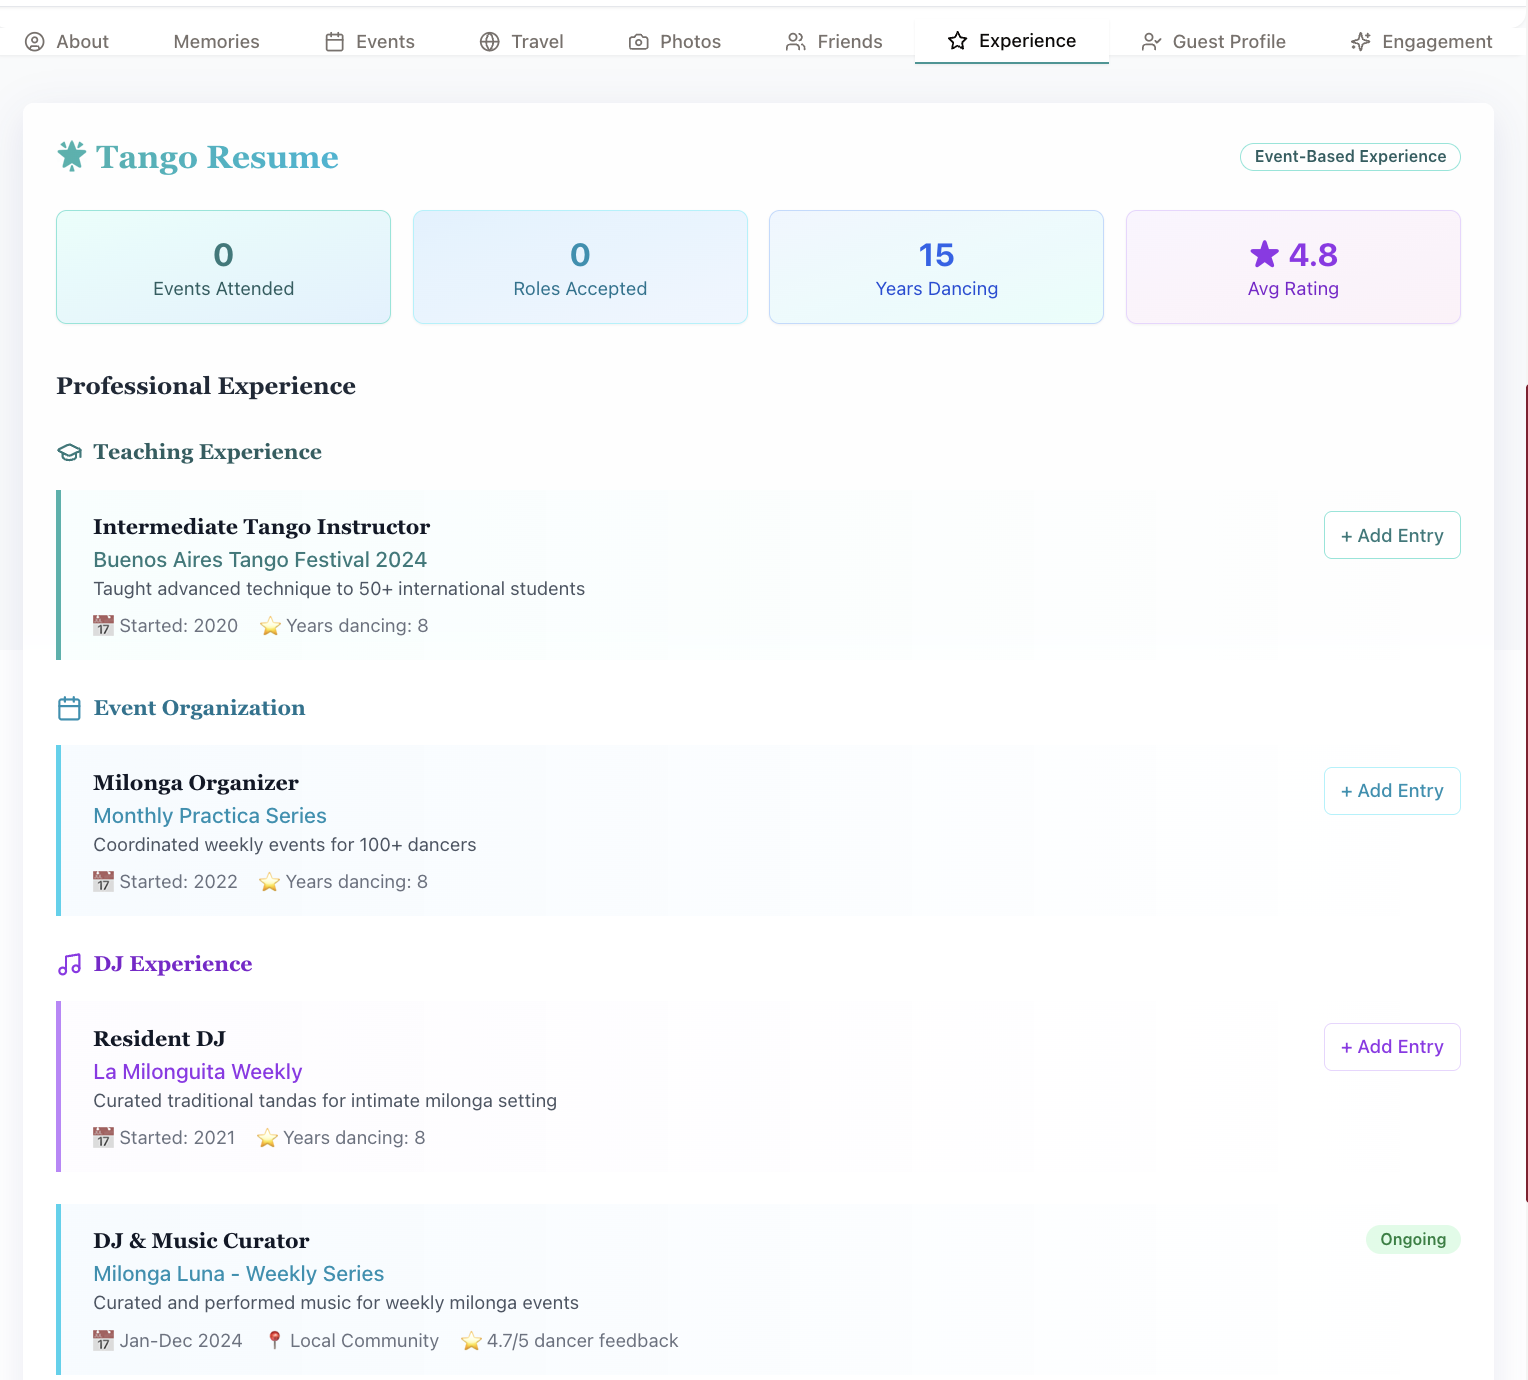 About
Memories
Events
Travel
Photos
Friends
Experience
Guest Profile
Engagement
Tango Resume
Event-Based Experience
0
Events Attended
0
Roles Accepted
15
Years Dancing
4.8
Avg Rating
Professional Experience
Teaching Experience
Intermediate Tango Instructor
+ Add Entry
Buenos Aires Tango Festival 2024
Taught advanced technique to 50+ international students
17 Started: 2020 Years dancing: 8
Event Organization
Milonga Organizer
+ Add Entry
Monthly Practica Series
Coordinated weekly events for 100+ dancers
17 Started: 2022 Years dancing: 8
DJ Experience
Resident DJ
+ Add Entry
La Milonguita Weekly
Curated traditional tandas for intimate milonga setting
17 Started: 2021 Years dancing: 8
DJ & Music Curator
Ongoing
Milonga Luna - Weekly Series
Curated and performed music for weekly milonga events
17 Jan-Dec 2024 Local Community 4.7/5 dancer feedback